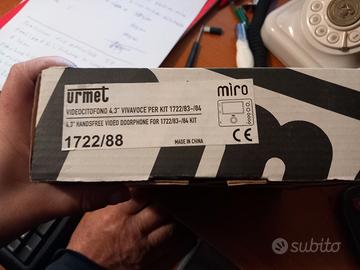 urmet
miro
VIDEOCITOFONO 4,3" VIVAVOCE PER KIT 1722/83-/84
4,3" HANDSFREE VIDEO DOORPHONE FOR 1722/83-/84 KIT
1722/88
MADE IN CHINA
CE
subito